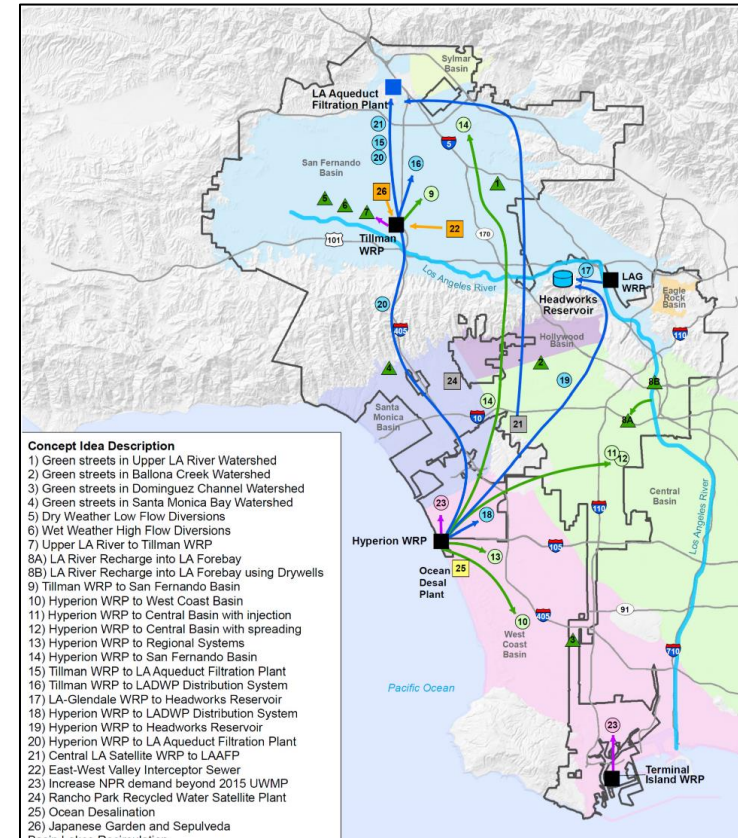 Sylmar
Basin
LA Aqueduct
Filtration Plant
21
14
5
15
20
San Fernando
Basin
16
1
26
9
5
6
7
22
Tillman
WRP
101
170
Los Angeles River
17
LAG
WRP
Headworks
Reservoir
Eagle
Rock
Basin
20
405
110
Hollywood
Basin
2
4
24
19
8B
14
Santa
Monica
Basin
10
21
8A
11
12
Central
Basin
23
18
110
Los Angeles River
Hyperion WRP
105
13
Ocean
Desal
Plant
25
10
405
91
West
Coast
Basin
3
710
Pacific Ocean
23
Terminal
Island WRP
Concept Idea Description
1) Green streets in Upper LA River Watershed
2) Green streets in Ballona Creek Watershed
3) Green streets in Dominguez Channel Watershed
4) Green streets in Santa Monica Bay Watershed
5) Dry Weather Low Flow Diversions
6) Wet Weather High Flow Diversions
7) Upper LA River to Tillman WRP
8A) LA River Recharge into LA Forebay
8B) LA River Recharge into LA Forebay using Drywells
9) Tillman WRP to San Fernando Basin
10) Hyperion WRP to West Coast Basin
11) Hyperion WRP to Central Basin with injection
12) Hyperion WRP to Central Basin with spreading
13) Hyperion WRP to Regional Systems
14) Hyperion WRP to San Fernando Basin
15) Tillman WRP to LA Aqueduct Filtration Plant
16) Tillman WRP to LADWP Distribution System
17) LA-Glendale WRP to Headworks Reservoir
18) Hyperion WRP to LADWP Distribution System
19) Hyperion WRP to Headworks Reservoir
20) Hyperion WRP to LA Aqueduct Filtration Plant
21) Central LA Satellite WRP to LAAFP
22) East-West Valley Interceptor Sewer
23) Increase NPR demand beyond 2015 UWMP
24) Rancho Park Recycled Water Satellite Plant
25) Ocean Desalination
26) Japanese Garden and Sepulveda